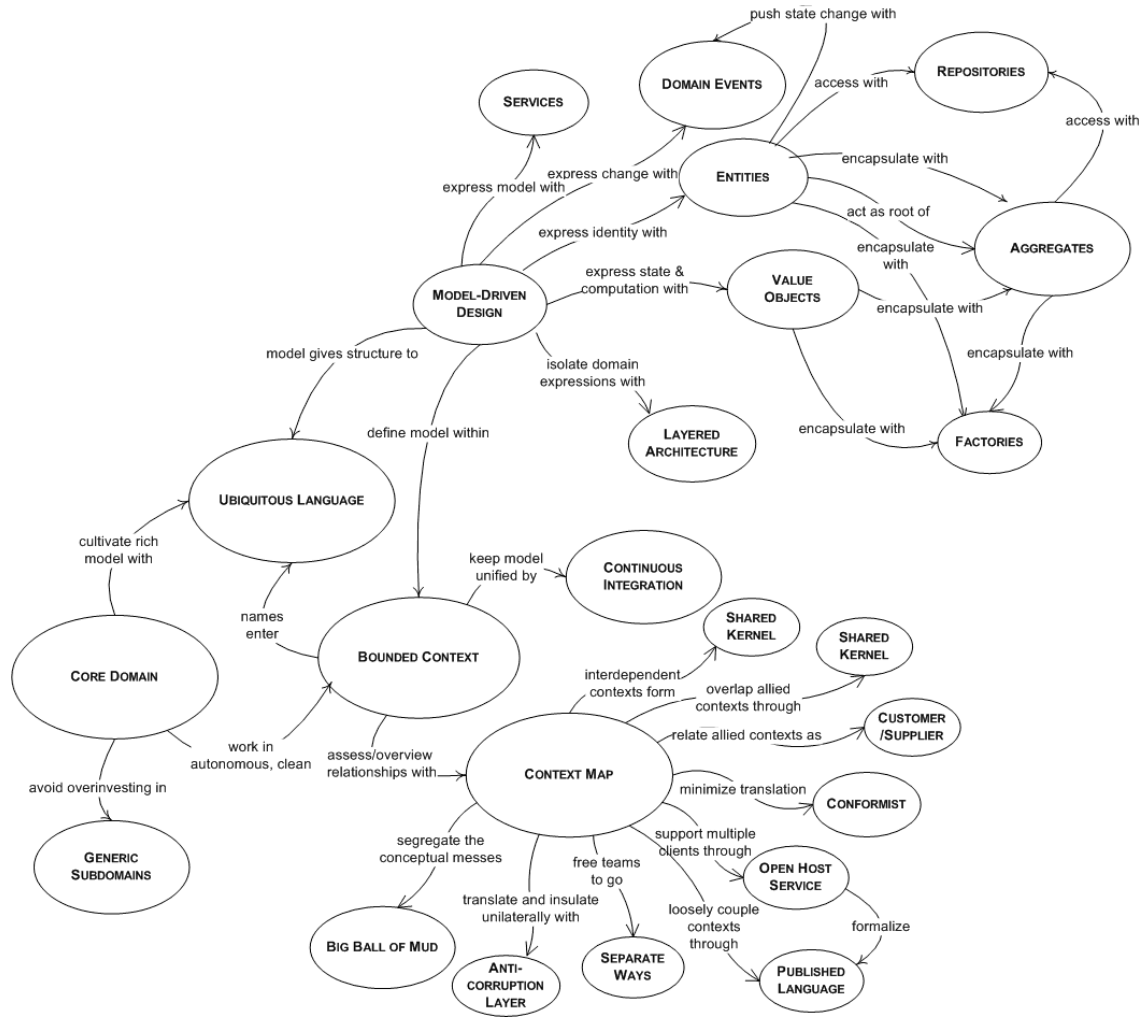 push state change with
SERVICES
DOMAIN EVENTS
REPOSITORIES
access with
access with
express model with
express change with
ENTITIES
encapsulate with
act as root of
express identity with
encapsulate
with
AGGREGATES
MODEL-DRIVEN
DESIGN
express state &
computation with
VALUE
OBJECTS
encapsulate with
model gives structure to
isolate domain
expressions with
encapsulate with
define model within
LAYERED
ARCHITECTURE
encapsulate with
FACTORIES
UBIQUITOUS LANGUAGE
cultivate rich
model with
keep model
unified by
CONTINUOUS
INTEGRATION
names
enter
BOUNDED CONTEXT
SHARED
KERNEL
SHARED
KERNEL
CORE DOMAIN
interdependent
contexts form
overlap allied
contexts through
CUSTOMER
/SUPPLIER
relate allied contexts as
work in
autonomous, clean
assess/overview
relationships with
CONTEXT MAP
avoid overinvesting in
minimize translation
CONFORMIST
GENERIC
SUBDOMAINS
segregate the
conceptual messes
support multiple
clients through
free teams
to go
OPEN HOST
SERVICE
translate and insulate
unilaterally with
loosely couple
contexts
through
formalize
BIG BALL OF MUD
ANTI-
CORRUPTION
LAYER
SEPARATE
WAYS
PUBLISHED
LANGUAGE